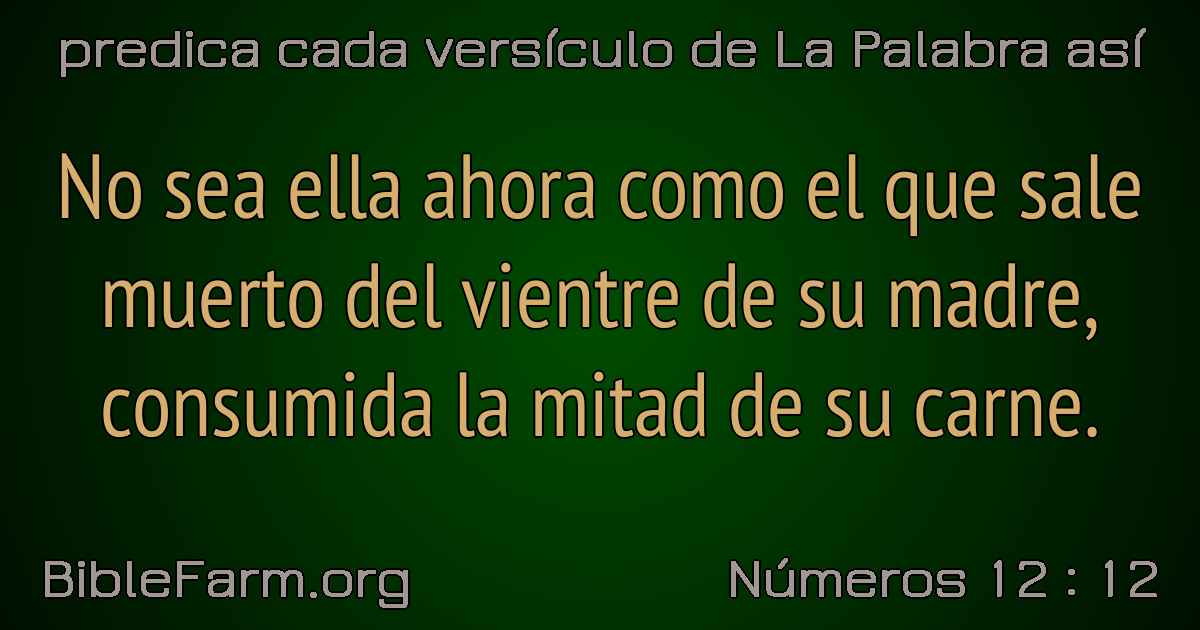 predica cada versículo de La Palabra así
No sea ella ahora como el que sale
muerto del vientre de su madre,
consumida la mitad de su carne.
BibleFarm.org
Números 12 : 12